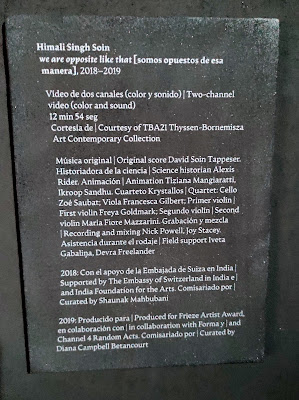 Himali Singh Soin
we are opposite like that [somos opuestos de esa
manera], 2018–2019
Video de dos canales (color y sonido) | Two-channel
video (color and sound)
12 min 54 seg
Cortesía de | Courtesy of TBA21 Thyssen-Bornemisza
Art Contemporary Collection
Música original | Original score David Soin Tappeser.
Historiadora de la ciencia | Science historian Alexis
Rider. Animación | Animation Tiziana Mangiaratti,
Ikroop Sandhu. Cuarteto Krystallos | Quartet: Cello
Zoé Saubat; Viola Francesca Gilbert; Primer violín |
First violin Freya Goldmark; Segundo violín | Second
violin Maria Fiore Mazzarini. Grabación y mezcla
| Recording and mixing Nick Powell, Joy Stacey.
Asistencia durante el rodaje | Field support Iveta
Gabaliņa, Devra Freelander
2018: Con el apoyo de la Embajada de Suiza en India |
Supported by The Embassy of Switzerland in India e |
and India Foundation for the Arts. Comisariado por |
Curated by Shaunak Mahbubani
2019: Producido para | Produced for Frieze Artist Award,
en colaboración con | in collaboration with Forma y | and
Channel 4 Random Acts. Comisariado por | Curated by
Diana Campbell Betancourt